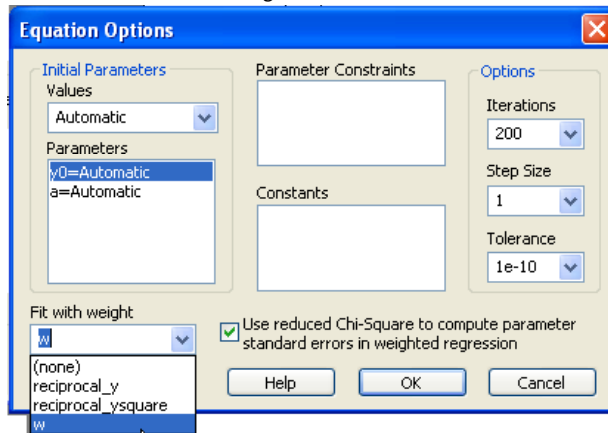 Equation Options
Initial Parameters
Values
Automatic
Parameters
y0=Automatic
a=Automatic
Parameter Constraints
Constants
Options
Iterations
200
Step Size
1
Tolerance
1e-10
Fit with weight
w
(none)
reciprocal_y
reciprocal_ysquare
w
Use reduced Chi-Square to compute parameter
standard errors in weighted regression
Help
OK
Cancel